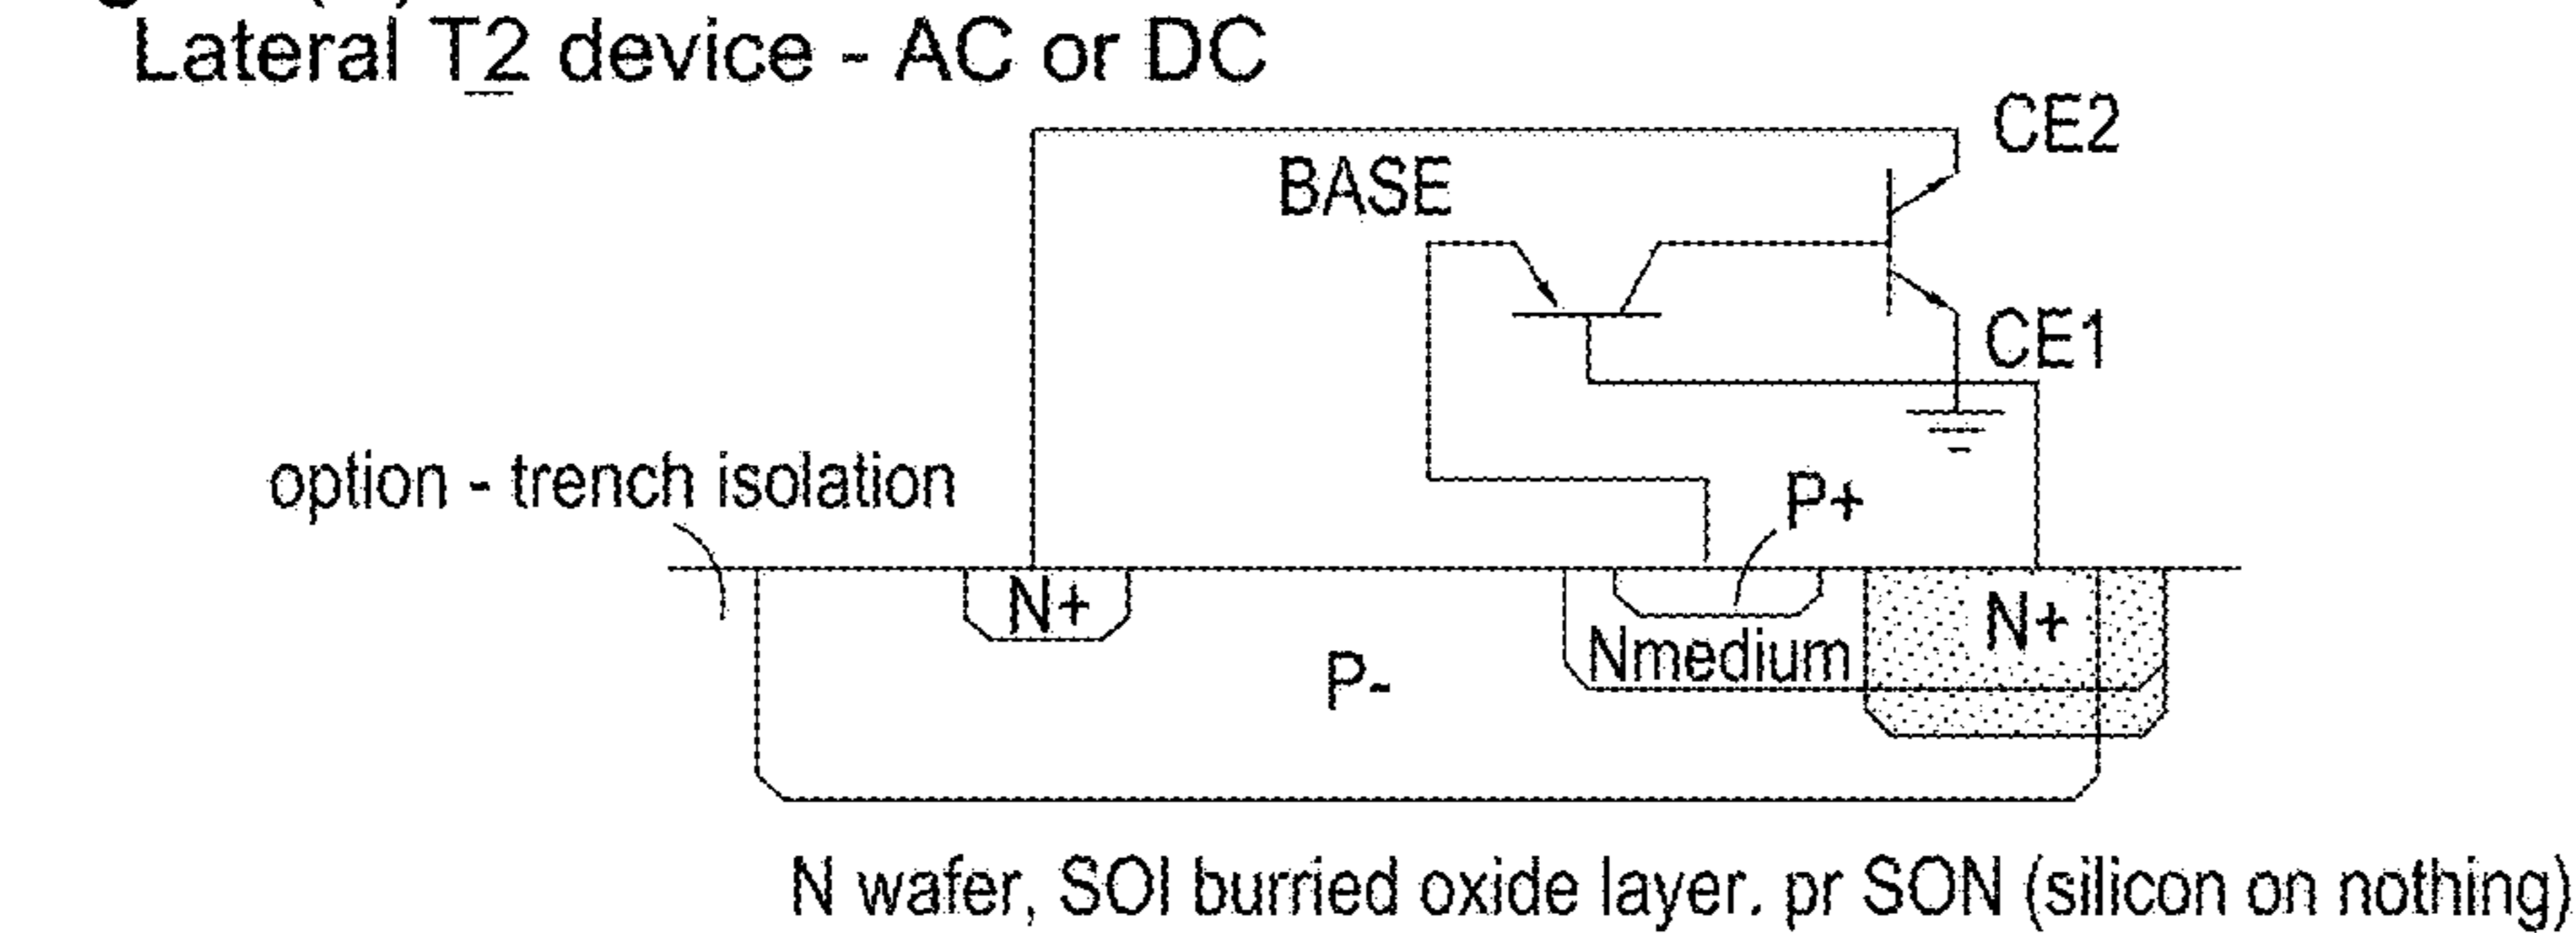 Lateral T2 device - AC or DC
CE2
BASE
CE1
option - trench isolation
P+
N+
N+
Nmedium
P-
N wafer, SOI burried oxide layer. pr SON (silicon on nothing)